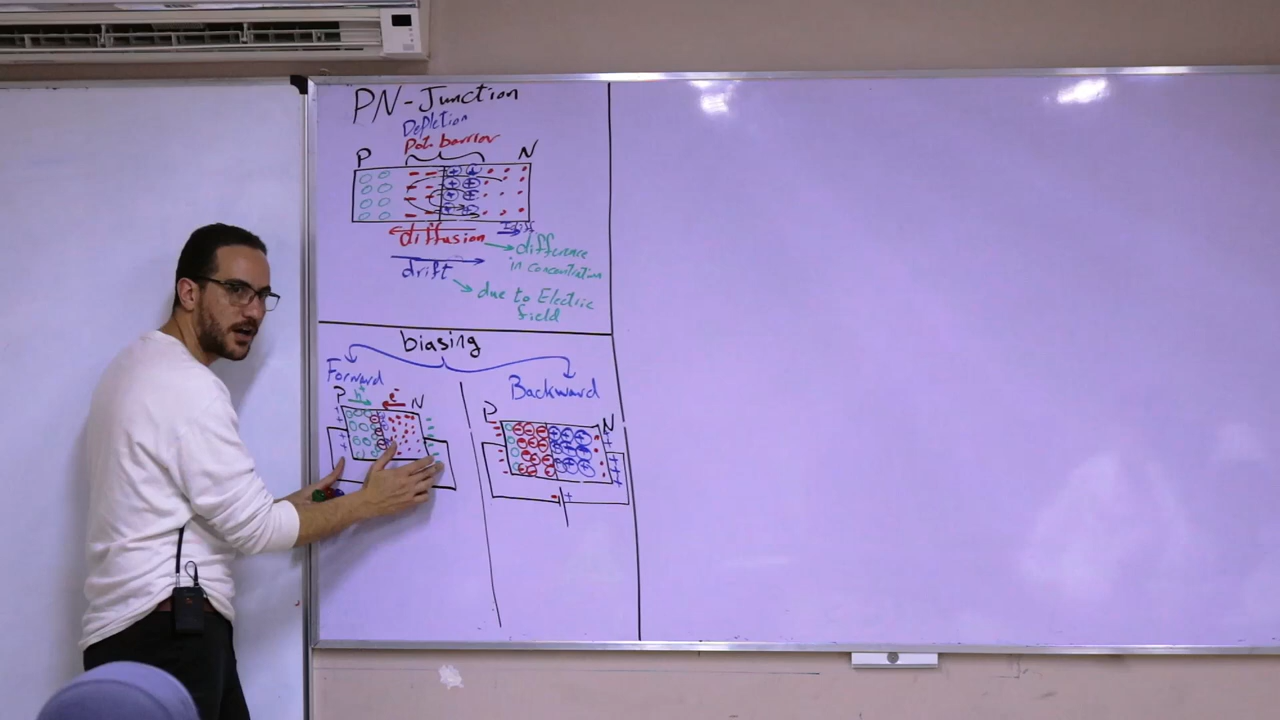 PN-Junction
Depletion
Pot. barrier
P N
diffusion
difference
in concentration
drift
due to Electric
field
biasing
Forward
Backward
P h+ e- N
P N